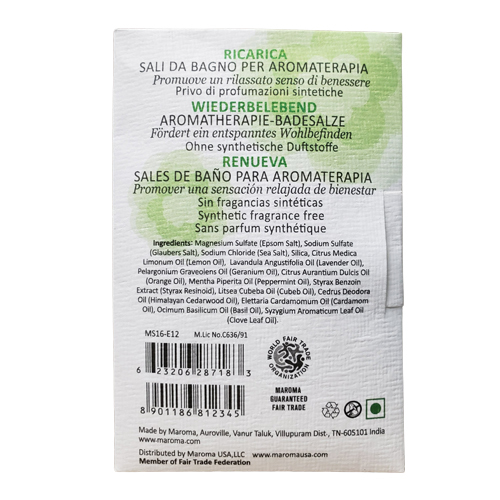 RICARICA
SALI DA BAGNO PER AROMATERAPIA
Promuove un rilassato senso di benessere
Privo di profumazioni sintetiche
WIEDERBELEBEND
AROMATHERAPIE-BADESALZE
Fördert ein entspanntes Wohlbefinden
Ohne synthetische Duftstoffe
RENUEVA
SALES DE BAÑO PARA AROMATERAPIA
Promover una sensación relajada de bienestar
Sin fragancias sintéticas
Synthetic fragrance free
Sans parfum synthétique
Ingredients: Magnesium Sulfate (Epsom Salt), Sodium Sulfate
(Glaubers Salt), Sodium Chloride (Sea Salt), Silica, Citrus Medica
Limonum Oil (Lemon Oil), Lavandula Angustifolia Oil (Lavender Oil),
Pelargonium Graveolens Oil (Geranium Oil), Citrus Aurantium Dulcis Oil
(Orange Oil), Mentha Piperita Oil (Peppermint Oil), Styrax Benzoin
Extract (Styrax Resinoid), Litsea Cubeba Oil (Cubeb Oil), Cedrus Deodora
Oil (Himalayan Cedarwood Oil), Elettaria Cardamomum Oil (Cardamom
Oil), Ocimum Basilicum Oil (Basil Oil), Syzygium Aromaticum Leaf Oil
(Clove Leaf Oil)
MS16-E12 M.Lic No.C636/91
6 23206 28718 3
8 901186 812345
WORLD FAIR TRADE
ORGANIZATION
MAROMA
GUARANTEED
FAIR TRADE
Made by Maroma, Auroville, Vanur Taluk, Villupuram Dist., TN-605101 India
www.maroma.com
Distributed by Maroma USA,LLC www.maromausa.com
Member of Fair Trade Federation